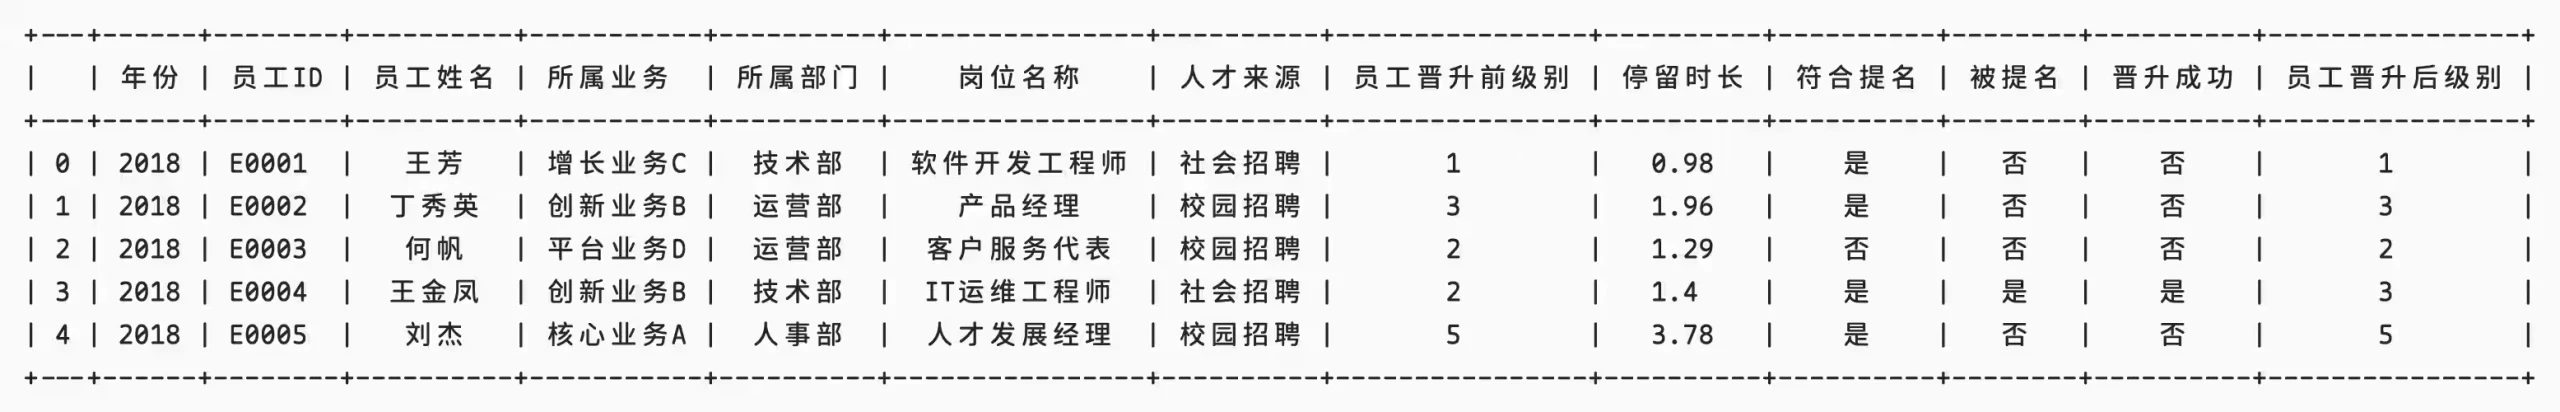 | | 年份 | 员工ID | 员工姓名 | 所属业务 | 所属部门 | 岗位名称 | 人才来源 | 员工晋升前级别 | 停留时长 | 符合提名 | 被提名 | 晋升成功 | 员工晋升后级别 |
| 0 | 2018 | E0001 | 王芳 | 增长业务C | 技术部 | 软件开发工程师 | 社会招聘 | 1 | 0.98 | 是 | 否 | 否 | 1 |
| 1 | 2018 | E0002 | 丁秀英 | 创新业务B | 运营部 | 产品经理 | 校园招聘 | 3 | 1.96 | 是 | 否 | 否 | 3 |
| 2 | 2018 | E0003 | 何帆 | 平台业务D | 运营部 | 客户服务代表 | 校园招聘 | 2 | 1.29 | 否 | 否 | 否 | 2 |
| 3 | 2018 | E0004 | 王金凤 | 创新业务B | 技术部 | IT运维工程师 | 社会招聘 | 2 | 1.4 | 是 | 是 | 是 | 3 |
| 4 | 2018 | E0005 | 刘杰 | 核心业务A | 人事部 | 人才发展经理 | 校园招聘 | 5 | 3.78 | 是 | 否 | 否 | 5 |